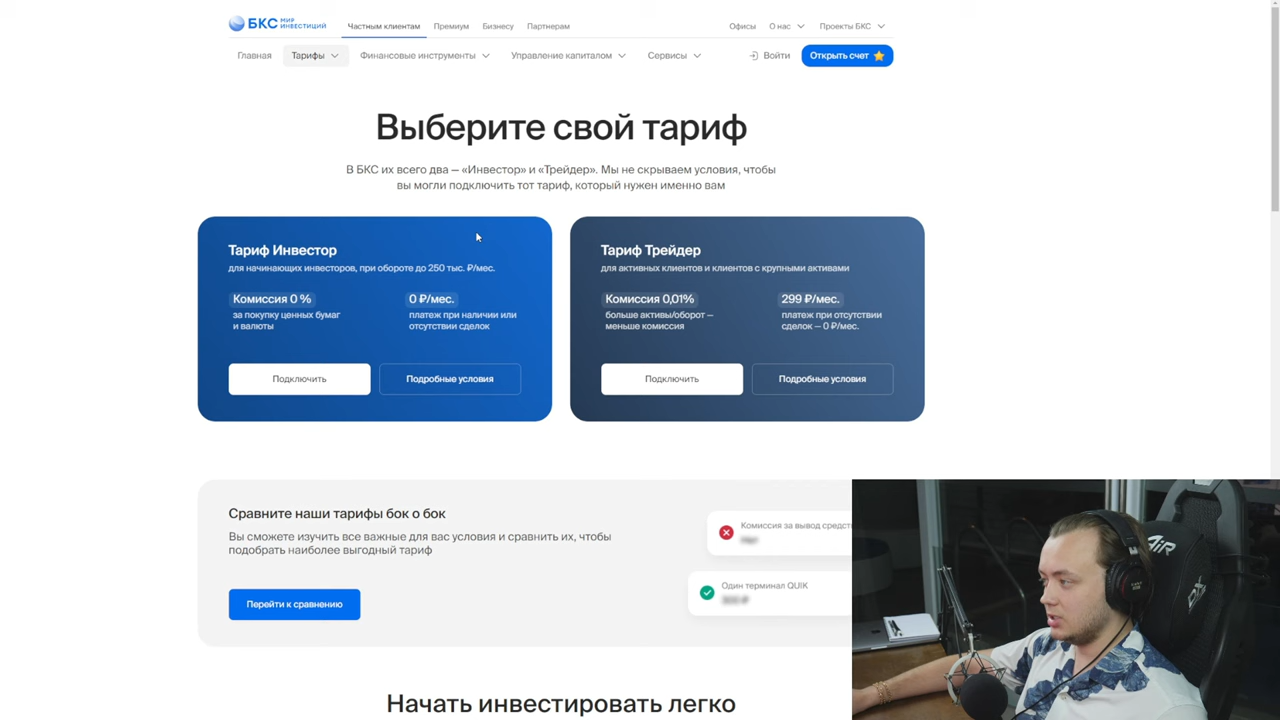 БКС МИР ИНВЕСТИЦИЙ
Частным клиентам Премиум Бизнесу Партнерам Офисы О нас Проекты БКС
Главная Тарифы Финансовые инструменты Управление капиталом Сервисы Войти Открыть счет
Выберите свой тариф
В БКС их всего два — «Инвестор» и «Трейдер». Мы не скрываем условия, чтобы
вы могли подключить тот тариф, который нужен именно вам
Тариф Инвестор
для начинающих инвесторов, при обороте до 250 тыс. ₽/мес.
Комиссия 0 % 0 ₽/мес.
за покупку ценных бумаг платеж при наличии или
и валюты отсутствии сделок
Подключить Подробные условия
Тариф Трейдер
для активных клиентов и клиентов с крупными активами
Комиссия 0,01% 299 ₽/мес.
больше активы/оборот — платеж при отсутствии
меньше комиссия сделок — 0 ₽/мес.
Подключить Подробные условия
Сравните наши тарифы бок о бок
Вы сможете изучить все важные для вас условия и сравнить их, чтобы
подобрать наиболее выгодный тариф
Перейти к сравнению
Комиссия за вывод средств
Один терминал QUIK
Начать инвестировать легко
AIR